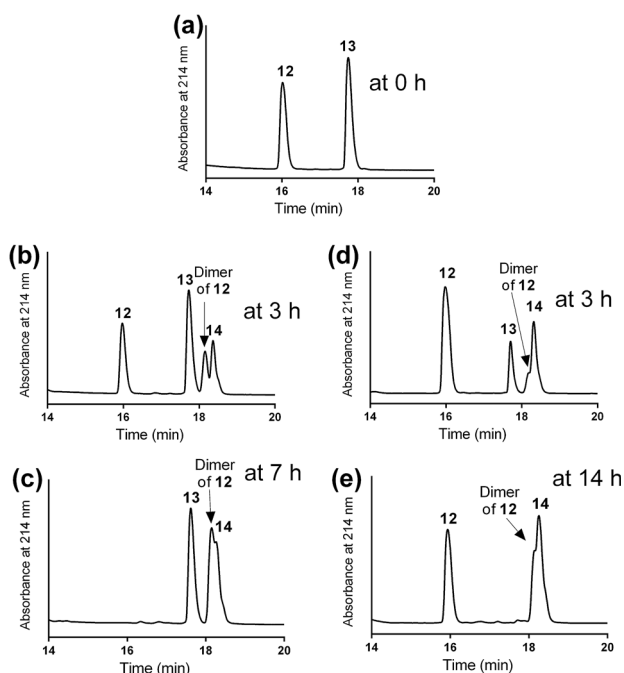 (a)
12
13
at 0 h
Absorbance at 214 nm
14 16 18 20
Time (min)
(b)
12
13
Dimer
of 12
14
at 3 h
Absorbance at 214 nm
14 16 18 20
Time (min)
(d)
12
13
Dimer
of 12
14
at 3 h
Absorbance at 214 nm
14 16 18 20
Time (min)
(c)
13
Dimer
of 12
14
at 7 h
Absorbance at 214 nm
14 16 18 20
Time (min)
(e)
12
Dimer
of 12
14
at 14 h
Absorbance at 214 nm
14 16 18 20
Time (min)